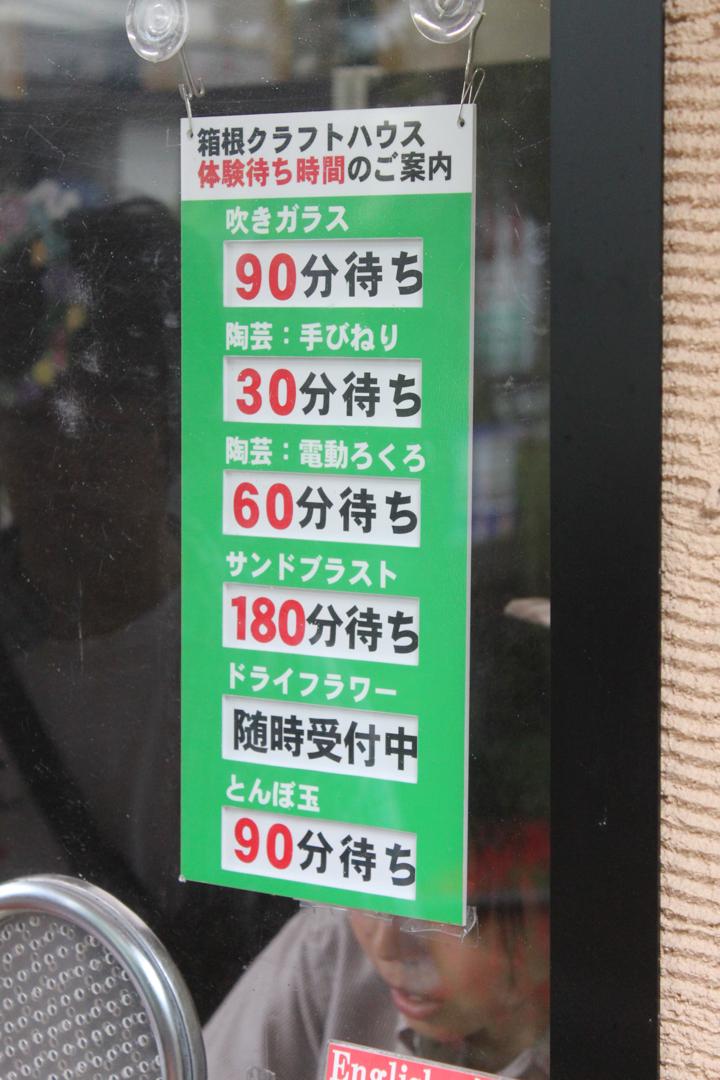 箱根クラフトハウス
体験待ち時間のご案内
吹きガラス
90分待ち
陶芸：手びねり
30分待ち
陶芸：電動ろくろ
60分待ち
サンドブラスト
180分待ち
ドライフラワー
随時受付中
とんぼ玉
90分待ち
English